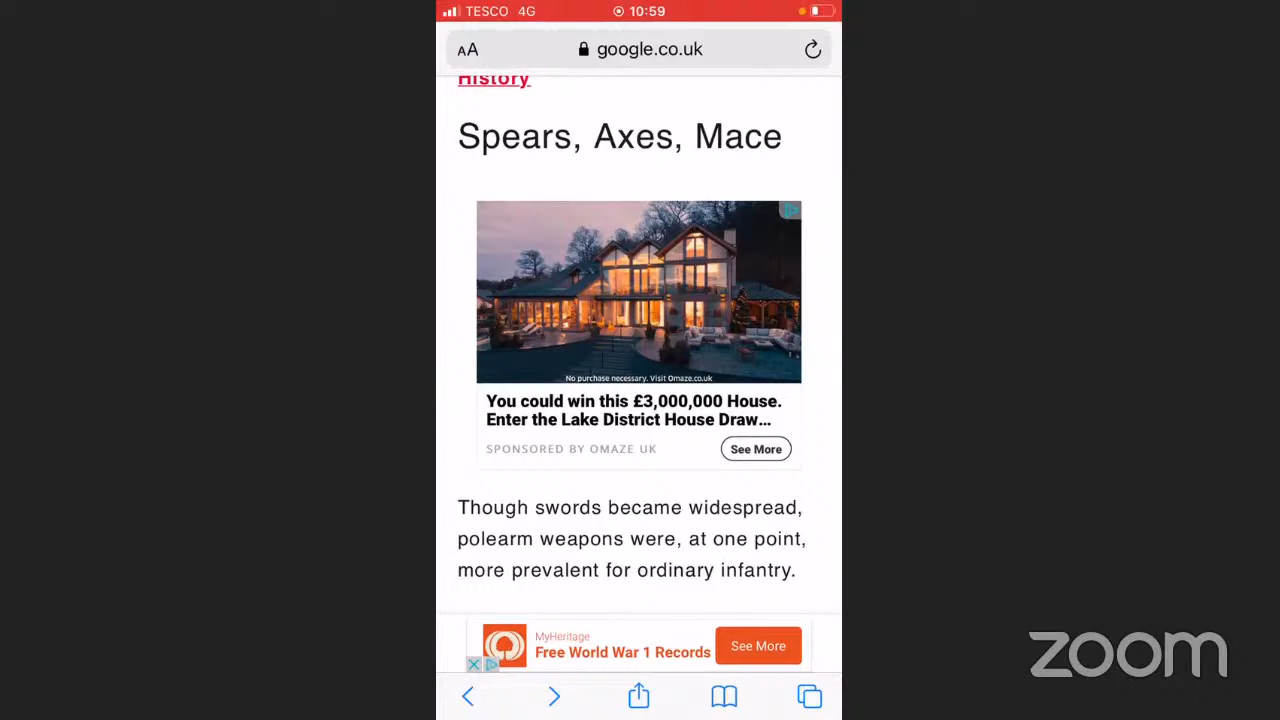 TESCO 4G 10:59
AA google.co.uk
History
Spears, Axes, Mace
No purchase necessary. Visit Omaze.co.uk
You could win this £3,000,000 House.
Enter the Lake District House Draw...
SPONSORED BY OMAZE UK See More
Though swords became widespread,
polearm weapons were, at one point,
more prevalent for ordinary infantry.
MyHeritage
Free World War 1 Records See More
zoom